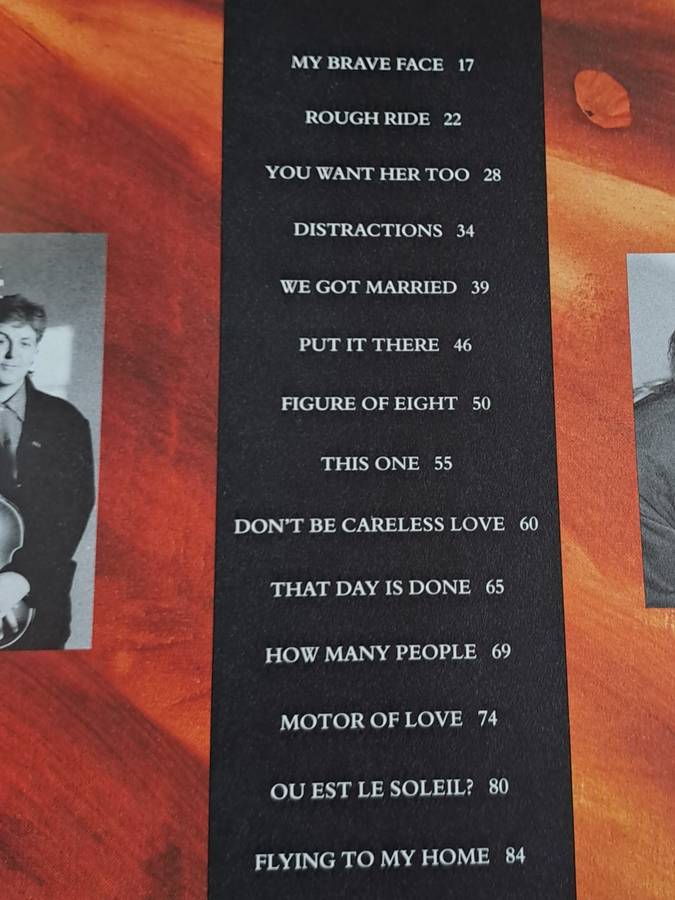 MY BRAVE FACE 17
ROUGH RIDE 22
YOU WANT HER TOO 28
DISTRACTIONS 34
WE GOT MARRIED 39
PUT IT THERE 46
FIGURE OF EIGHT 50
THIS ONE 55
DON'T BE CARELESS LOVE 60
THAT DAY IS DONE 65
HOW MANY PEOPLE 69
MOTOR OF LOVE 74
OU EST LE SOLEIL? 80
FLYING TO MY HOME 84